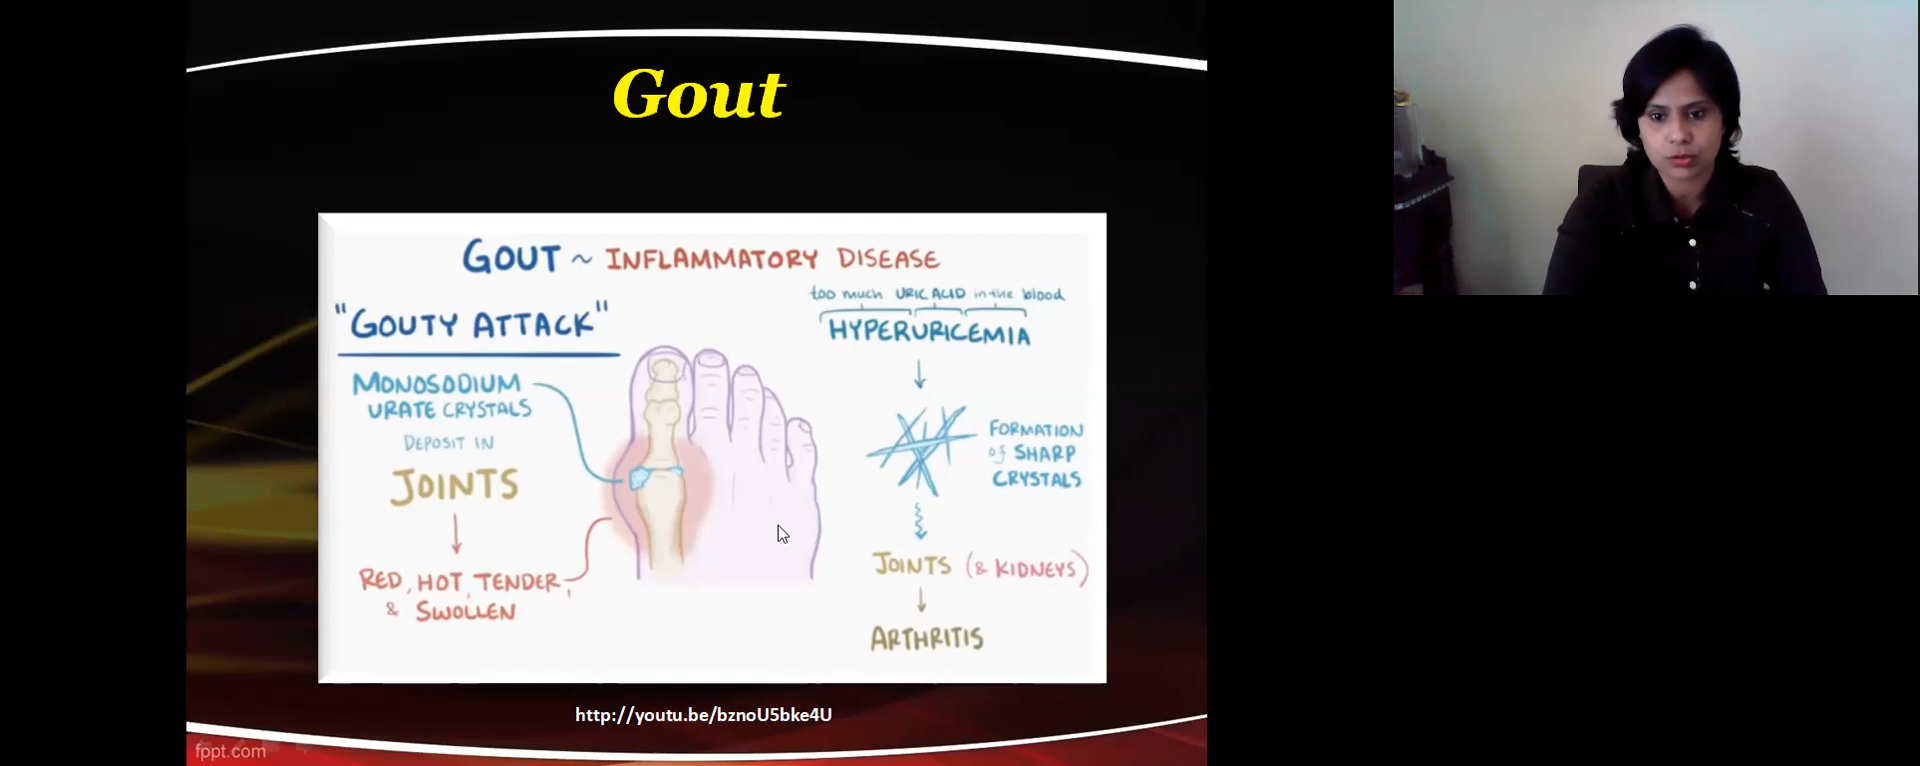 Gout
GOUT ~ INFLAMMATORY DISEASE
"GOUTY ATTACK"
MONOSODIUM
URATE CRYSTALS
DEPOSIT IN
JOINTS
RED, HOT, TENDER,
& SWOLLEN
too much URIC ACID in the blood
HYPERURICEMIA
FORMATION
of SHARP
CRYSTALS
JOINTS (& KIDNEYS)
ARTHRITIS
http://youtu.be/bznoU5bke4U
fppt.com